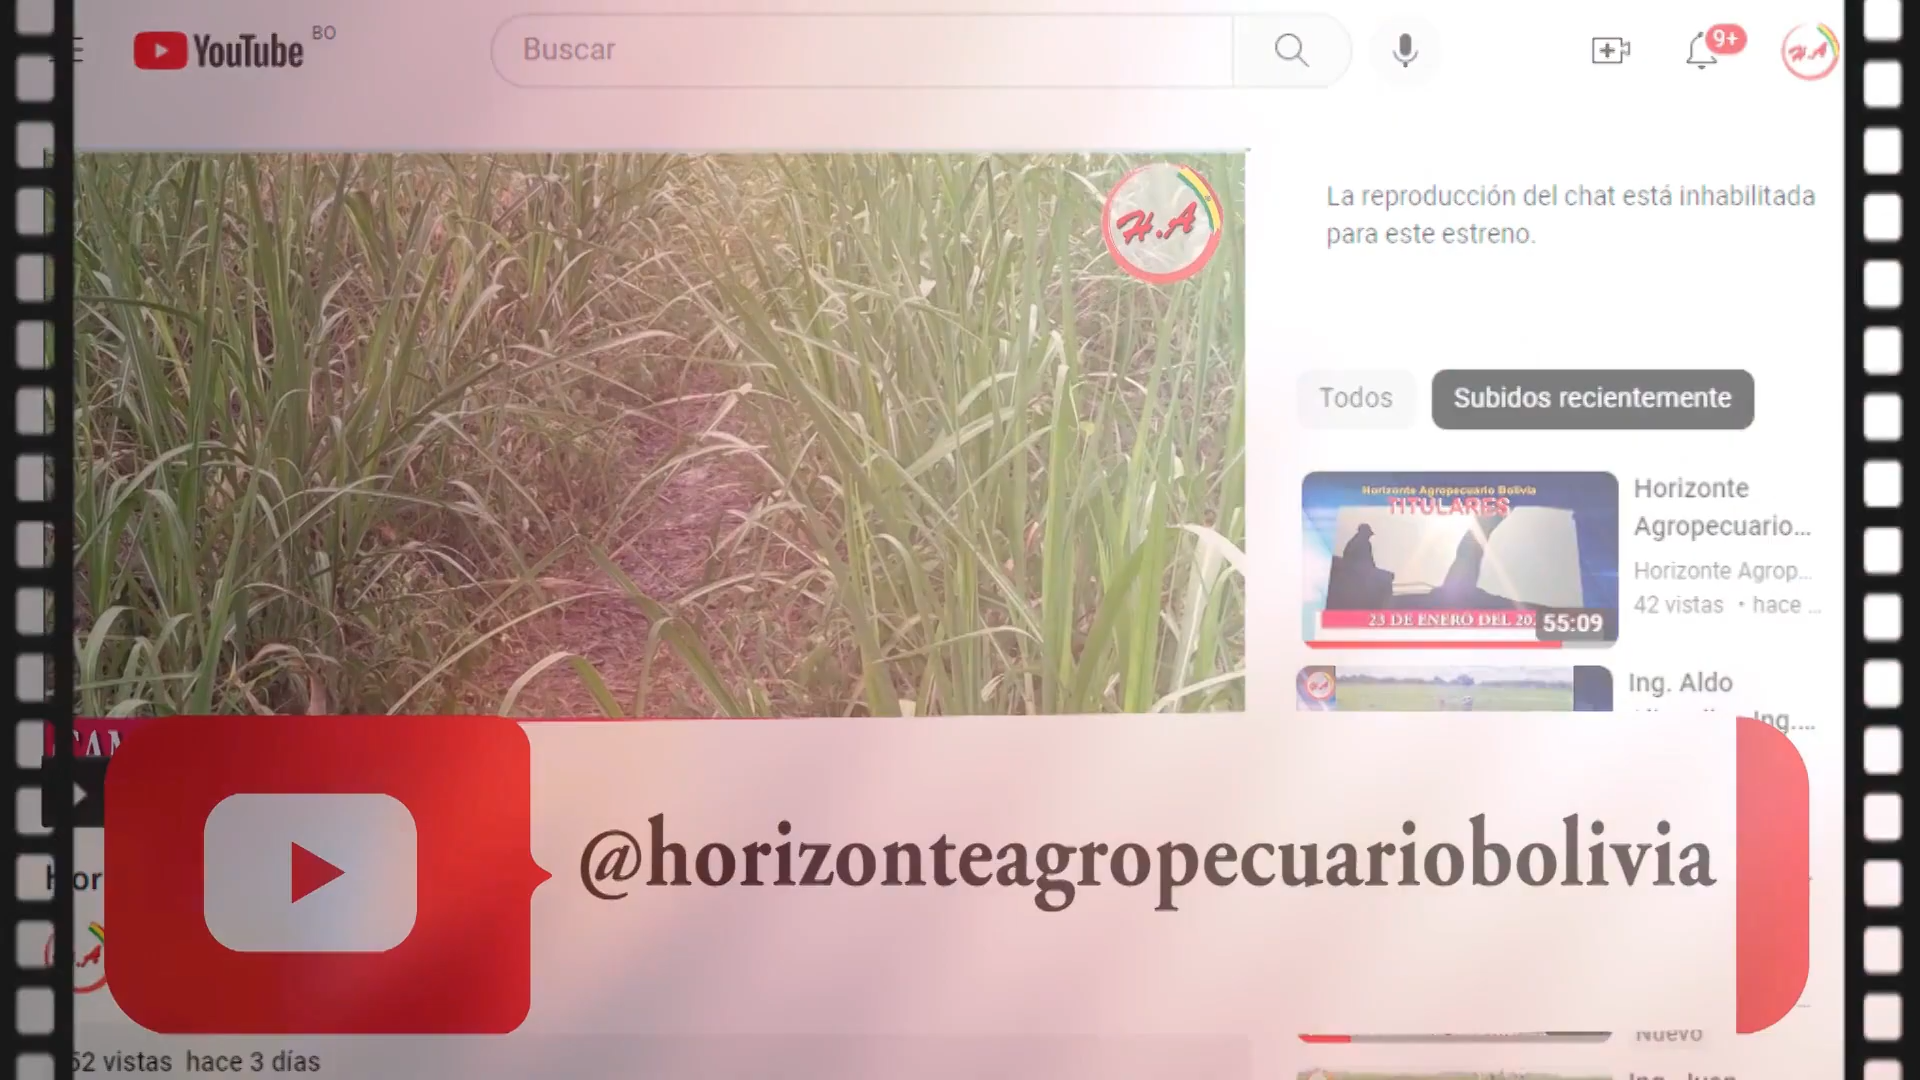 YouTube BO
Buscar
9+
H.A
H.A
La reproducción del chat está inhabilitada
para este estreno.
Todos
Subidos recientemente
Horizonte Agropecuario Bolivia
TITULARES
23 DE ENERO DEL 20
55:09
Horizonte
Agropecuario...
Horizonte Agrop...
42 vistas • hace ...
Ing. Aldo
@horizonteagropecuariobolivia
Hor
Nuevo
52 vistas hace 3 días